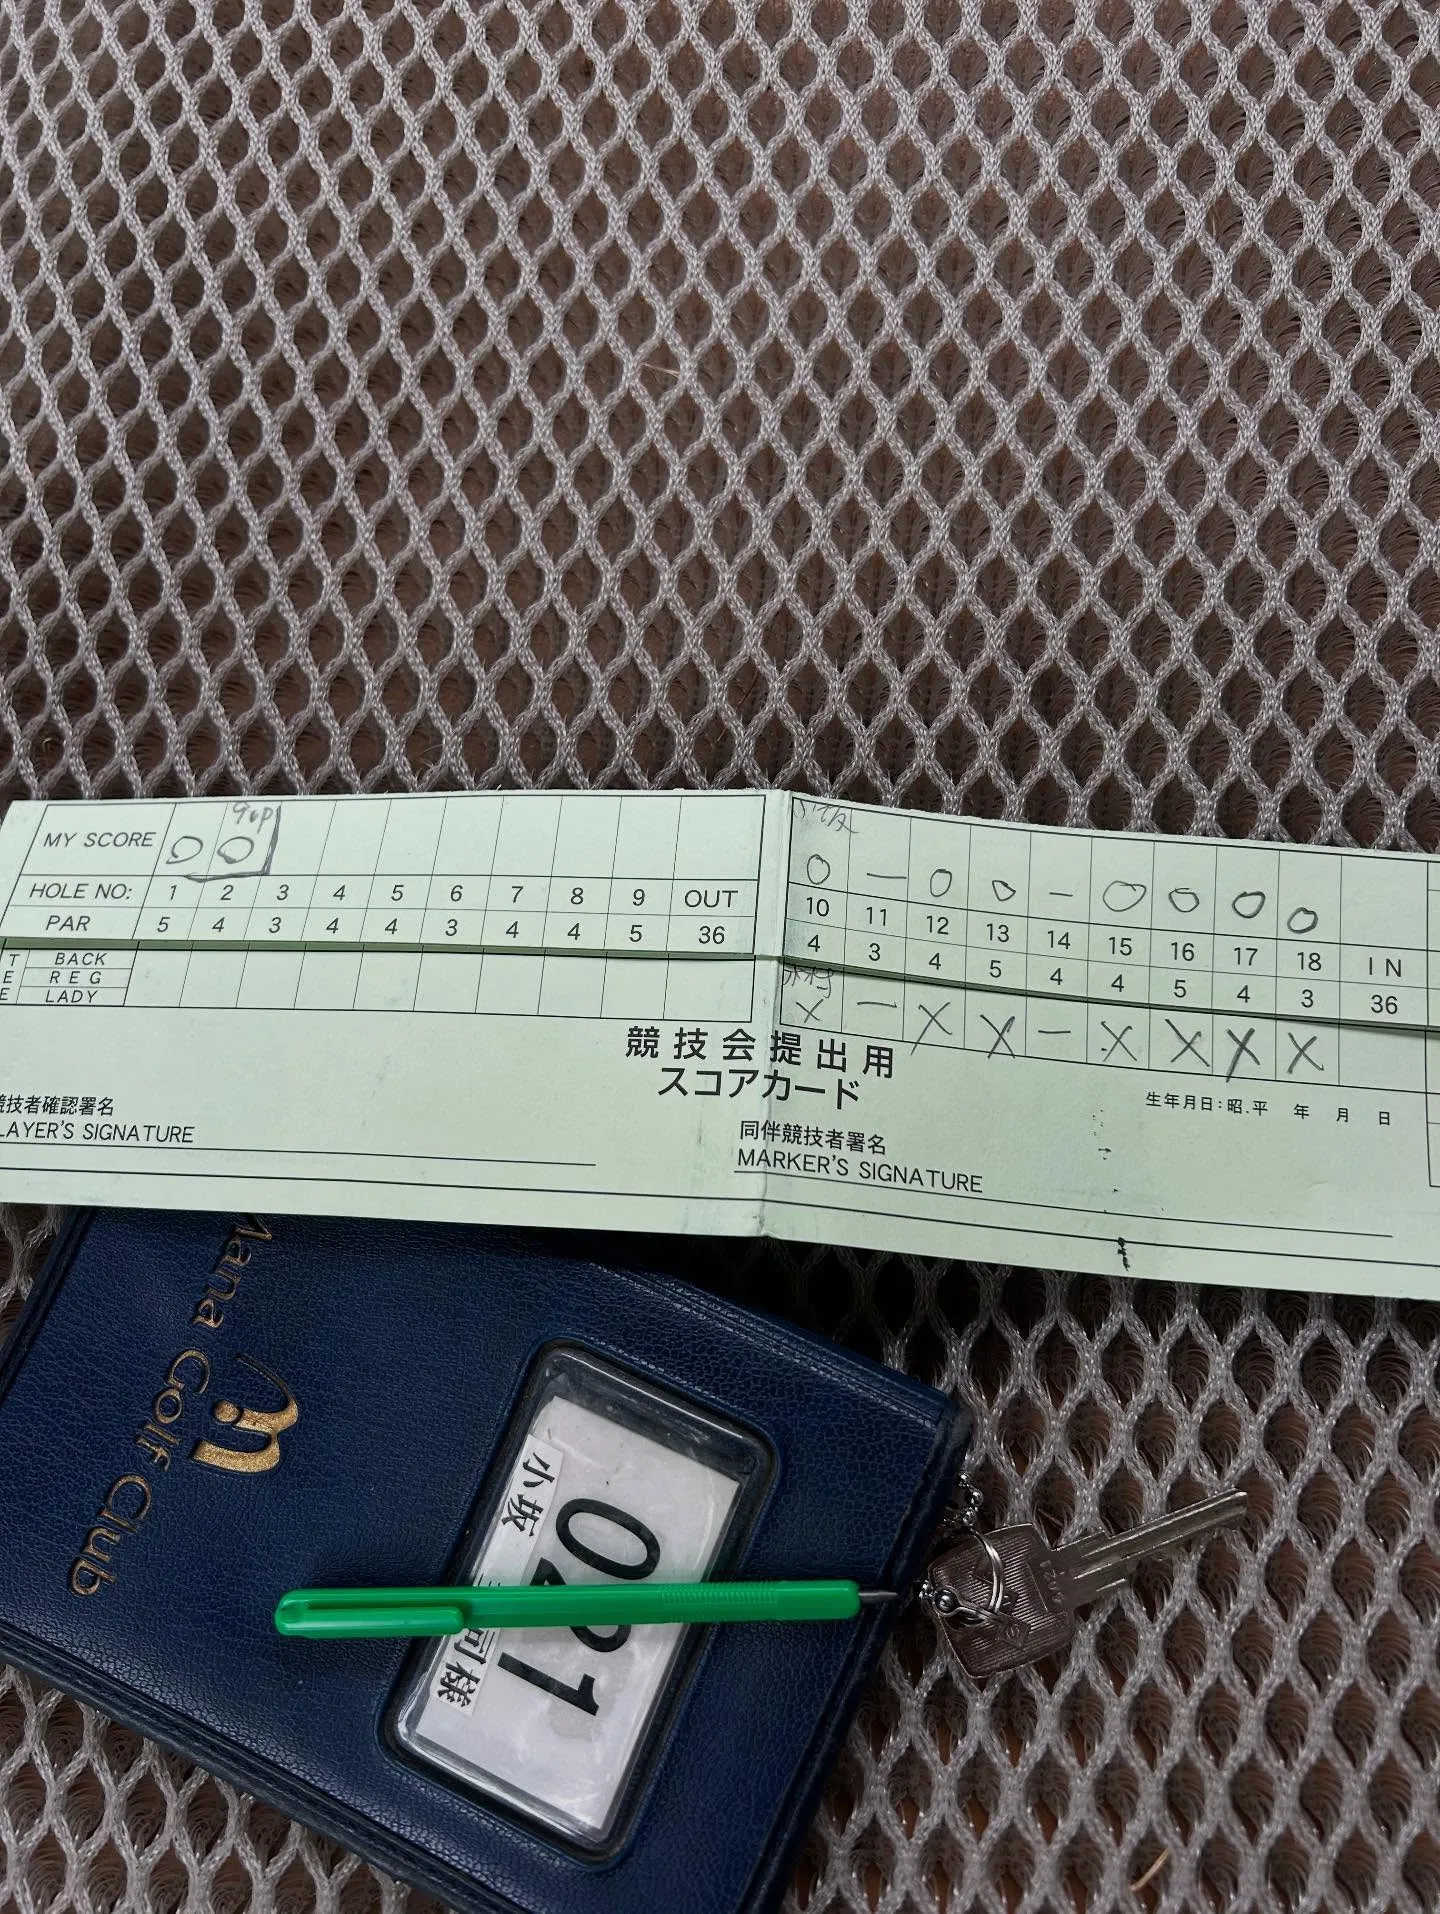 9up
MY SCORE ○ ○
HOLE NO: 1 2 3 4 5 6 7 8 9 OUT
PAR 5 4 3 4 4 3 4 4 5 36
○ — ○ ○ — ○ ○ ○ ○
10 11 12 13 14 15 16 17 18 IN
4 3 4 5 4 4 5 4 3 36
× — × × — × × × ×
TEE
BACK
REG
LADY
競技会提出用
スコアカード
生年月日:昭.平 年 月 日
競技者確認署名
LAYER'S SIGNATURE
同伴競技者署名
MARKER'S SIGNATURE
Mana Golf Club
小坂
司様